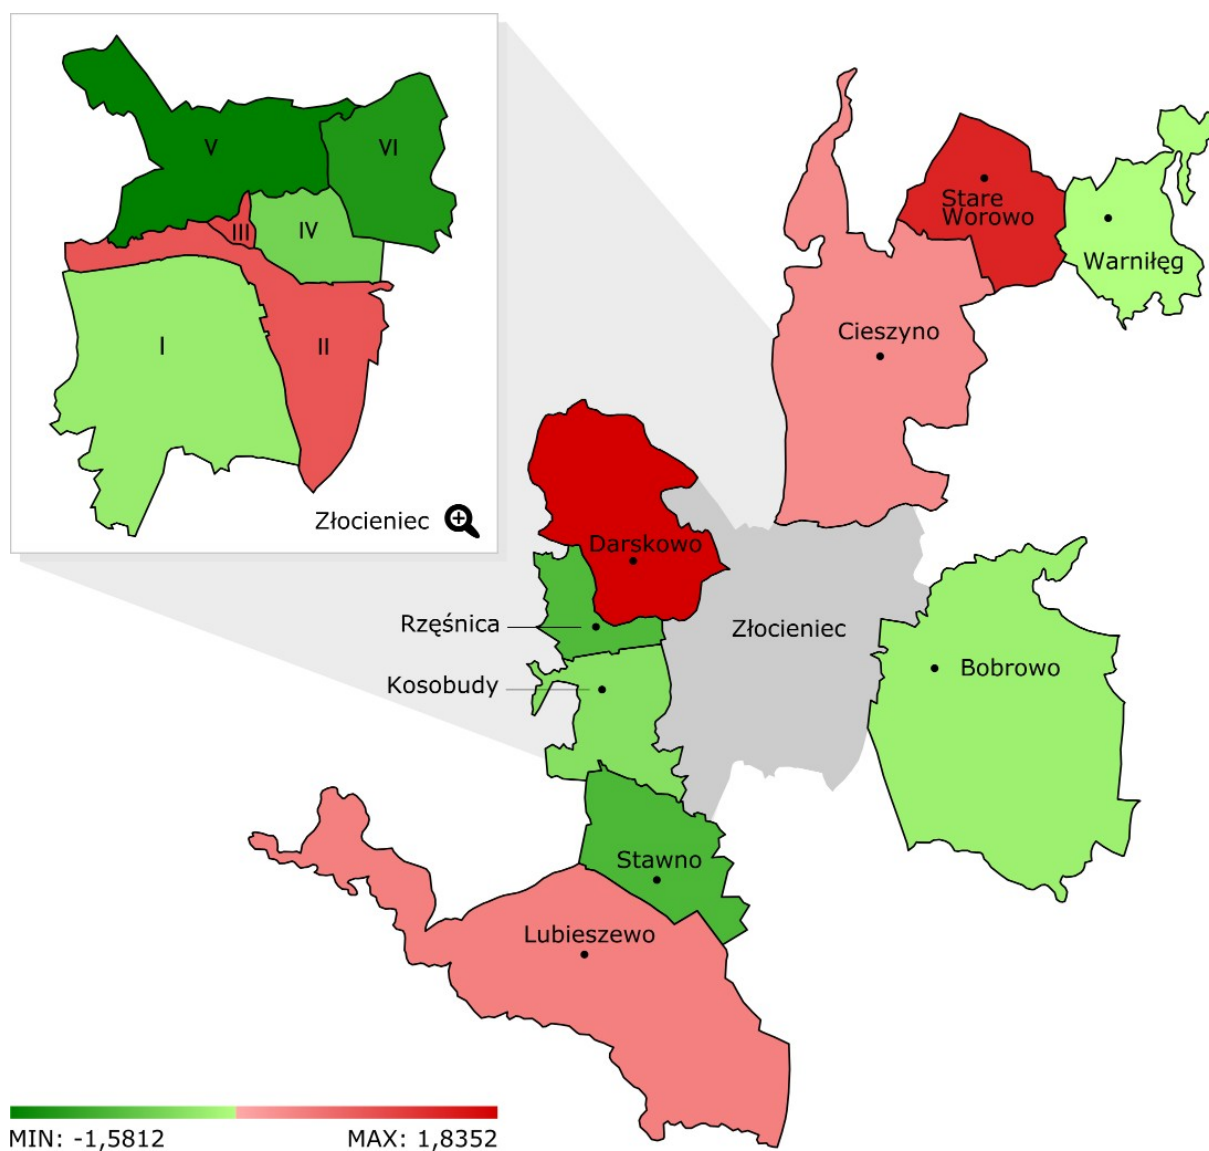 V
VI
III
IV
I
II
Złocieniec
Stare
Worowo
Warniłęg
Cieszyno
Darskowo
Rzęśnica
Złocieniec
Kosobudy
Bobrowo
Stawno
Lubieszewo
MIN: -1,5812
MAX: 1,8352